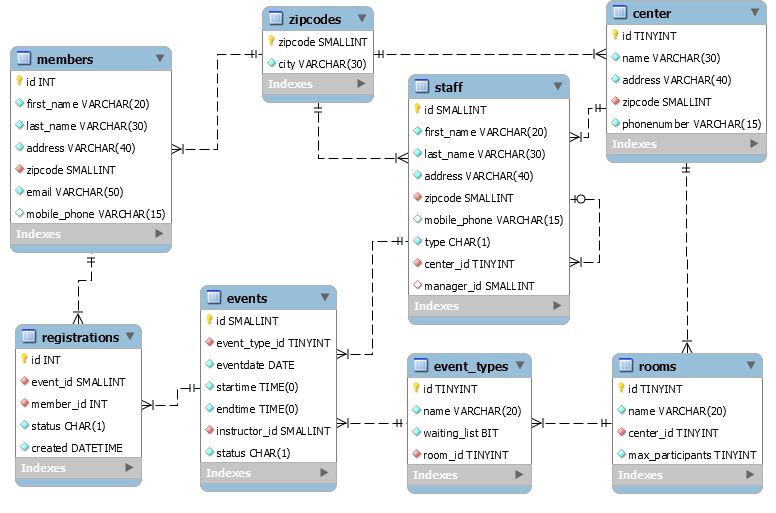 zipcodes
zipcode SMALLINT
city VARCHAR(30)
Indexes
center
id TINYINT
name VARCHAR(30)
address VARCHAR(40)
zipcode SMALLINT
phonenumber VARCHAR(15)
Indexes
members
id INT
first_name VARCHAR(20)
last_name VARCHAR(30)
address VARCHAR(40)
zipcode SMALLINT
email VARCHAR(50)
mobile_phone VARCHAR(15)
Indexes
staff
id SMALLINT
first_name VARCHAR(20)
last_name VARCHAR(30)
address VARCHAR(40)
zipcode SMALLINT
mobile_phone VARCHAR(15)
type CHAR(1)
center_id TINYINT
manager_id SMALLINT
Indexes
events
id SMALLINT
event_type_id TINYINT
eventdate DATE
startime TIME(0)
endtime TIME(0)
instructor_id SMALLINT
status CHAR(1)
Indexes
registrations
id INT
event_id SMALLINT
member_id INT
status CHAR(1)
created DATETIME
Indexes
event_types
id TINYINT
name VARCHAR(20)
waiting_list BIT
room_id TINYINT
Indexes
rooms
id TINYINT
name VARCHAR(20)
center_id TINYINT
max_participants TINYINT
Indexes